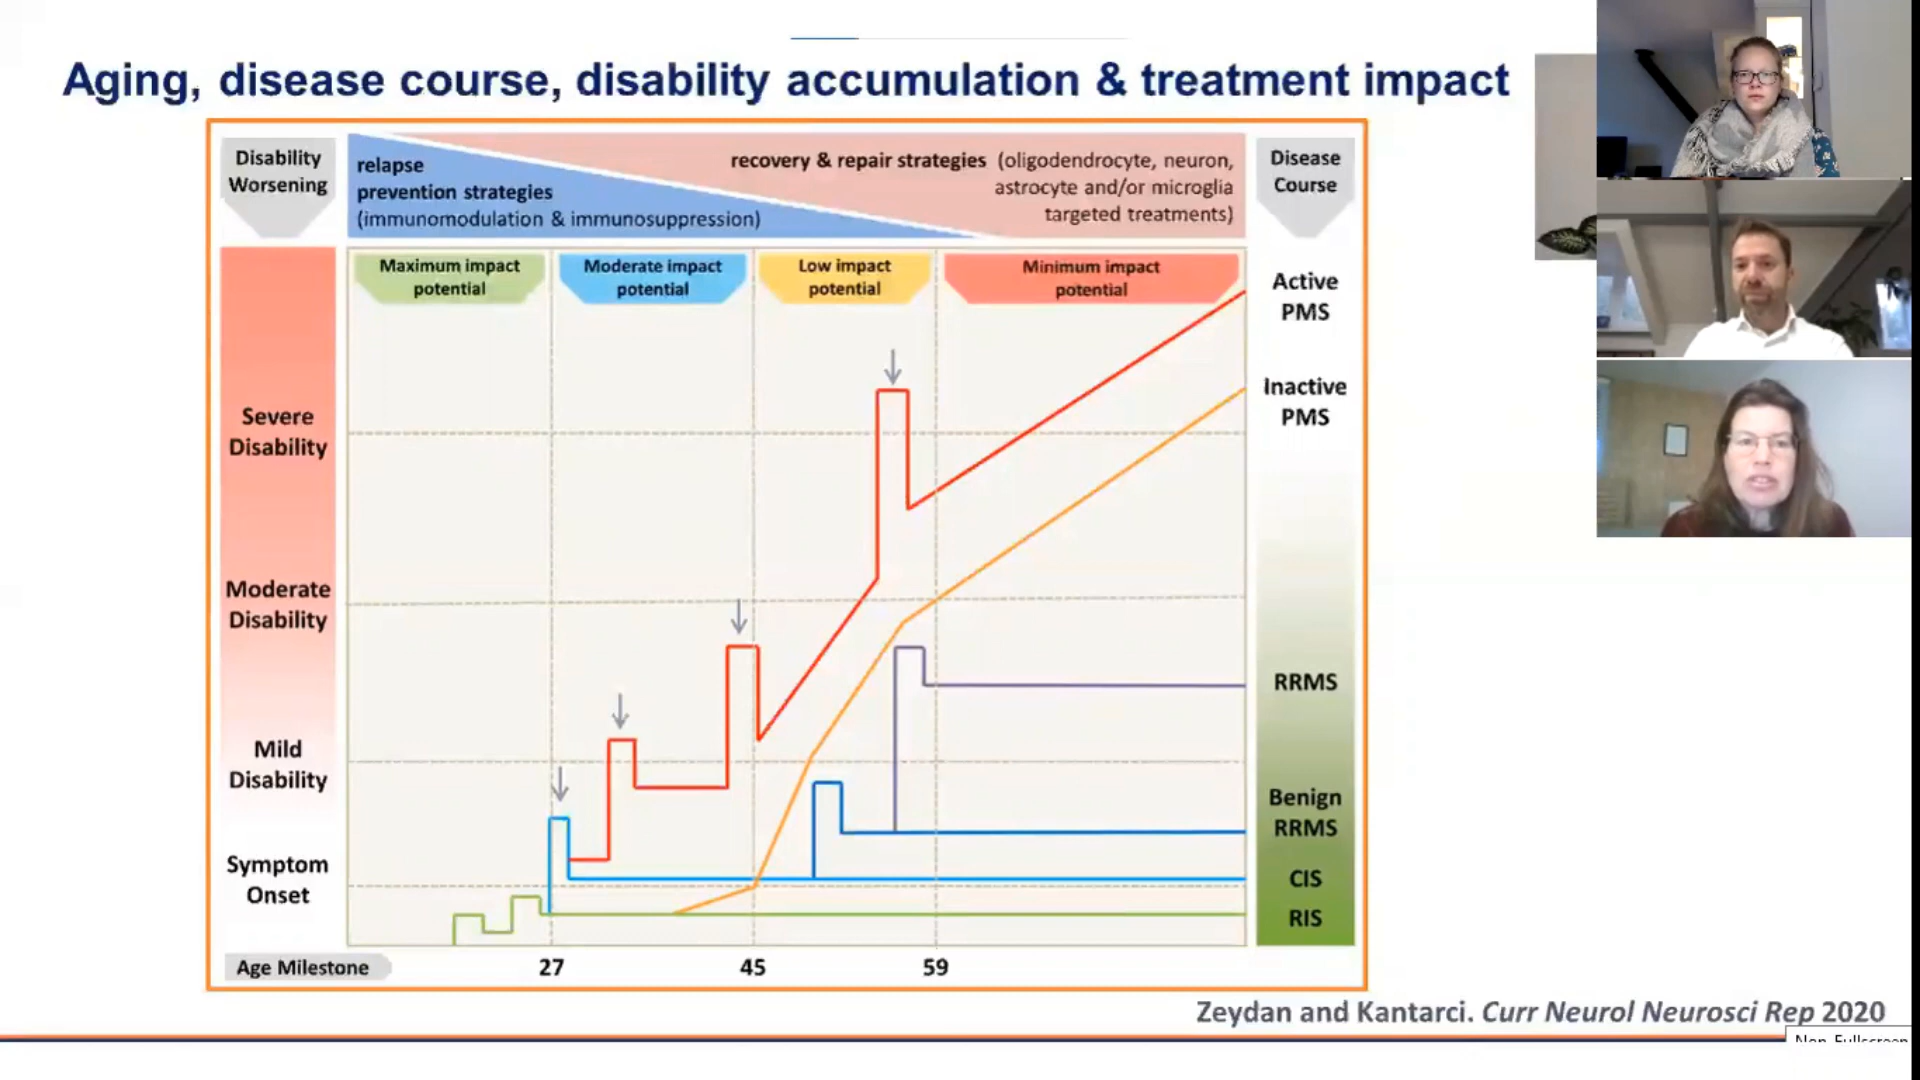 Aging, disease course, disability accumulation & treatment impact
Disability
Worsening
relapse
prevention strategies
(immunomodulation & immunosuppression)
recovery & repair strategies (oligodendrocyte, neuron,
astrocyte and/or microglia
targeted treatments)
Disease
Course
Maximum impact
potential
Moderate impact
potential
Low impact
potential
Minimum impact
potential
Active
PMS
Inactive
PMS
Severe
Disability
Moderate
Disability
RRMS
Mild
Disability
Benign
RRMS
Symptom
Onset
CIS
RIS
Age Milestone
27
45
59
Zeydan and Kantarci. Curr Neurol Neurosci Rep 2020
Non-Fullscreen